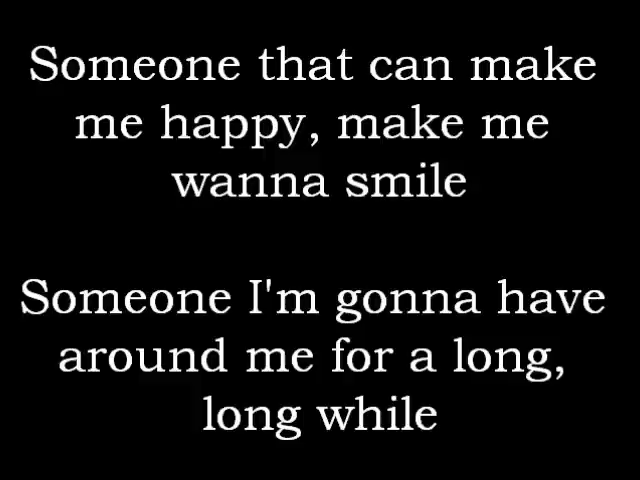 Someone that can make
me happy, make me
wanna smile
Someone I'm gonna have
around me for a long,
long while